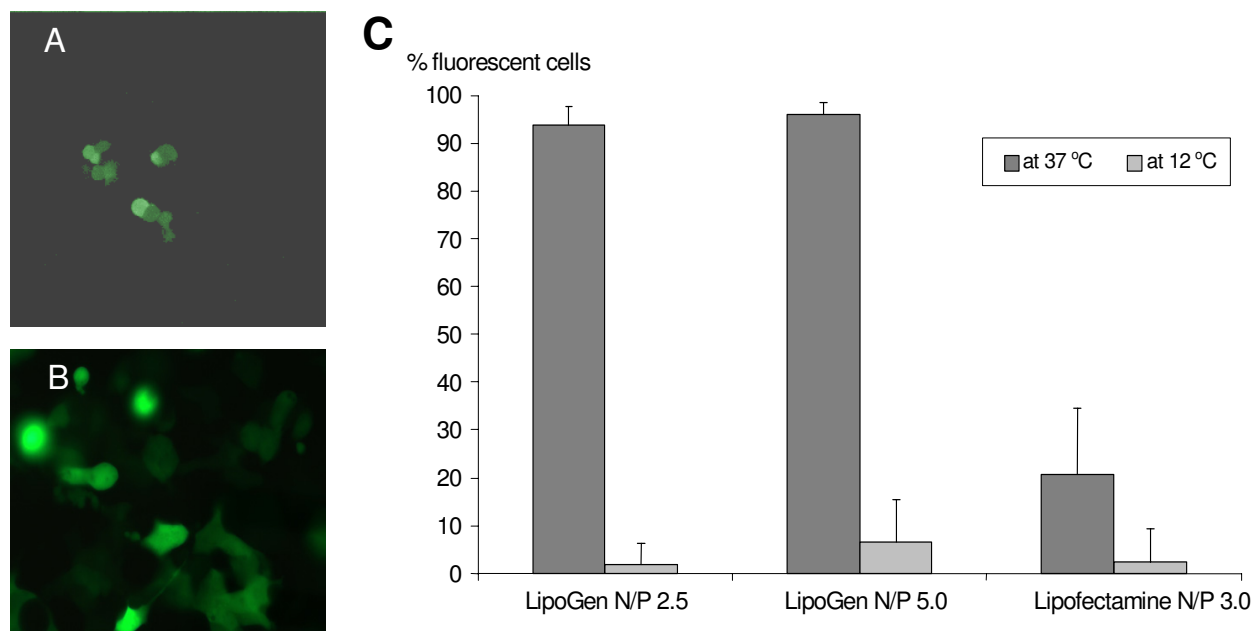 A
B
C
% fluorescent cells
100
90
80
70
60
50
40
30
20
10
0
at 37 °C
at 12 °C
LipoGen N/P 2.5
LipoGen N/P 5.0
Lipofectamine N/P 3.0